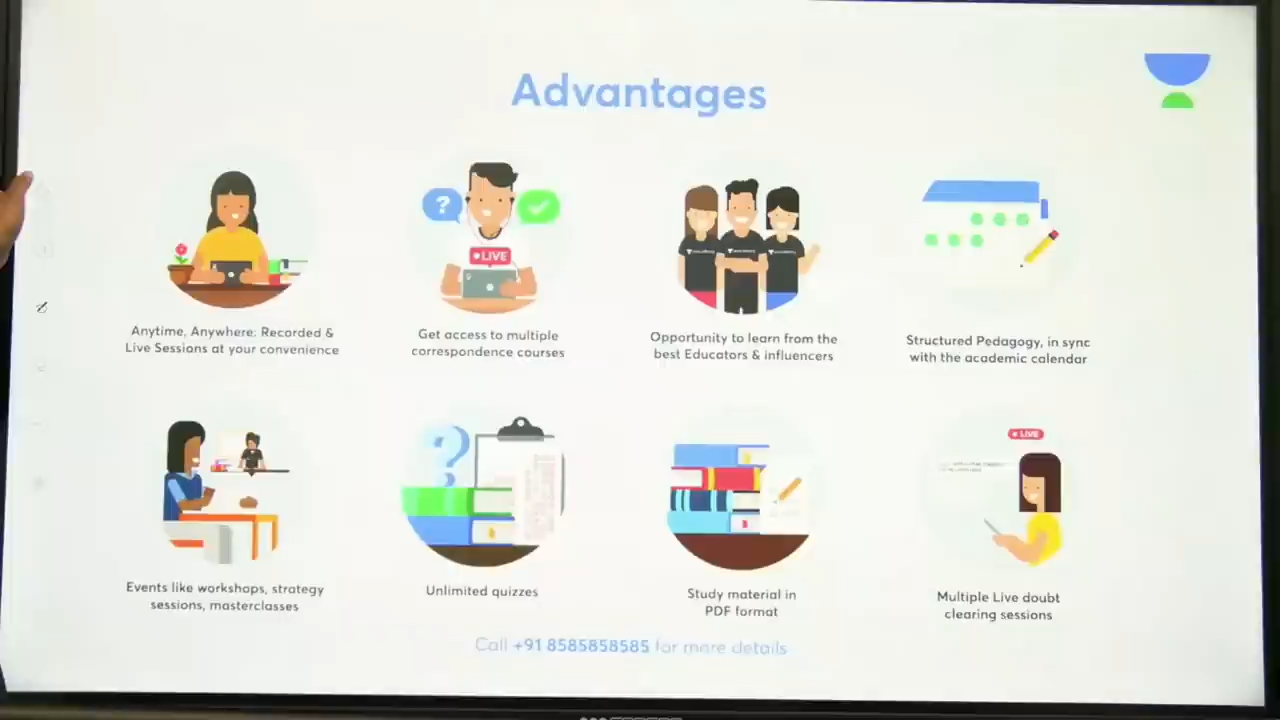 Advantages
?
LIVE
Anytime, Anywhere: Recorded &
Live Sessions at your convenience
Get access to multiple
correspondence courses
Opportunity to learn from the
best Educators & influencers
Structured Pedagogy, in sync
with the academic calendar
?
LIVE
Events like workshops, strategy
sessions, masterclasses
Unlimited quizzes
Study material in
PDF format
Multiple Live doubt
clearing sessions
Call +91 8585858585 for more details